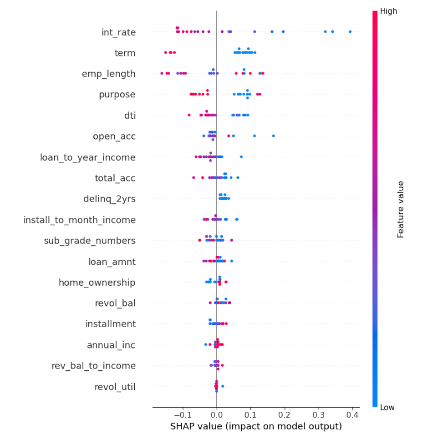 High
int_rate
term
emp_length
purpose
dti
open_acc
loan_to_year_income
total_acc
delinq_2yrs
install_to_month_income
sub_grade_numbers
loan_amnt
home_ownership
revol_bal
installment
annual_inc
rev_bal_to_income
revol_util
Feature value
Low
−0.1 0.0 0.1 0.2 0.3 0.4
SHAP value (impact on model output)